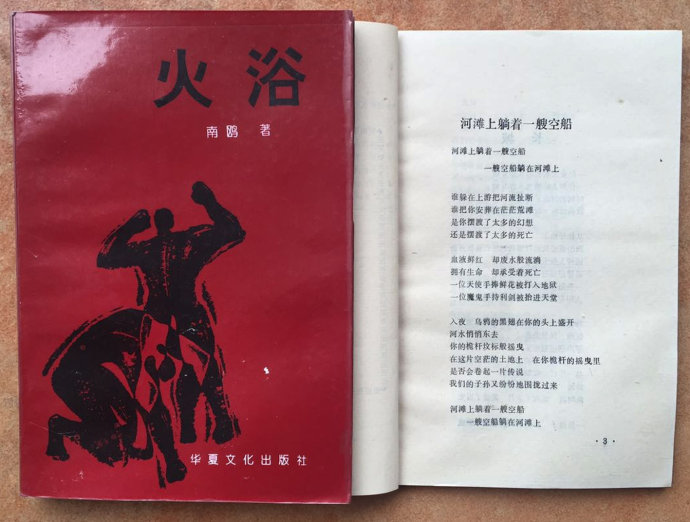 火浴
南鸥 著
华夏文化出版社
河滩上躺着一艘空船
河滩上躺着一艘空船
一艘空船躺在河滩上
谁躲在上游把河流扯断
谁把你安葬在茫茫荒滩
是你摆渡了太多的幻想
还是摆渡了太多的死亡
血液鲜红 却废水般流淌
拥有生命 却承受着死亡
一位天使手捧鲜花被打入地狱
一位魔鬼手持利剑被抬进天堂
入夜 乌鸦的黑翅在你的头上盛开
河水悄悄东去
你的桅杆纹标般摇曳
在这片空茫的土地上 在你桅杆的摇曳里
是否会卷起一片传说
我们的子孙又纷纷地围拢过来
河滩上躺着一艘空船
一艘空船躺在河滩上
·3·